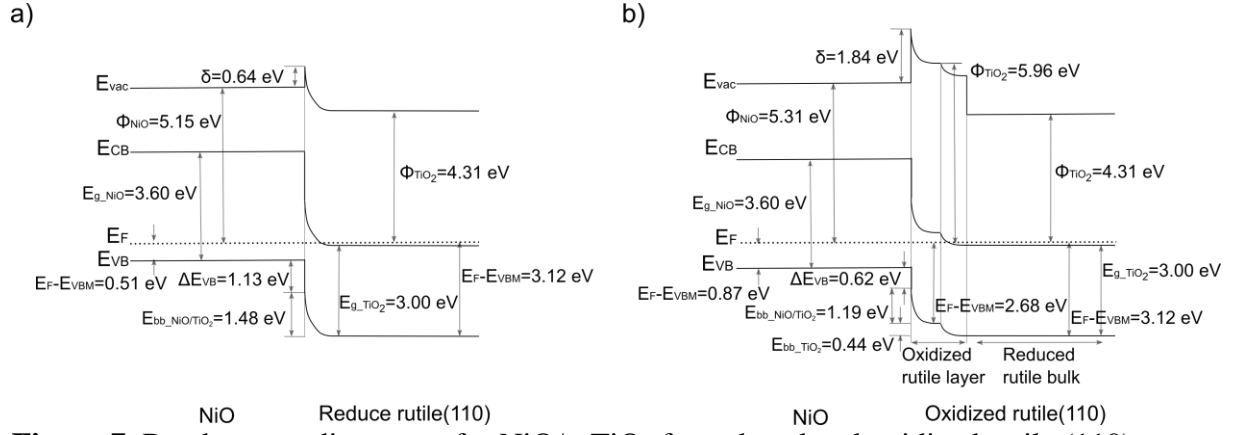 a)
δ=0.64 eV
Evac
ΦNiO=5.15 eV
ECB
ΦTiO2=4.31 eV
Eg_NiO=3.60 eV
EF
EVB
EF-EVBM=0.51 eV
ΔEVB=1.13 eV
Eg_TiO2=3.00 eV
EF-EVBM=3.12 eV
Ebb_NiO/TiO2=1.48 eV
NiO
Reduce rutile(110)
b)
δ=1.84 eV
ΦTiO2=5.96 eV
Evac
ΦNiO=5.31 eV
ECB
ΦTiO2=4.31 eV
Eg_NiO=3.60 eV
EF
EVB
ΔEVB=0.62 eV
Eg_TiO2=3.00 eV
EF-EVBM=0.87 eV
EF-EVBM=2.68 eV
Ebb_NiO/TiO2=1.19 eV
EF-EVBM=3.12 eV
Ebb_TiO2=0.44 eV
Oxidized
rutile layer
Reduced
rutile bulk
NiO
Oxidized rutile(110)